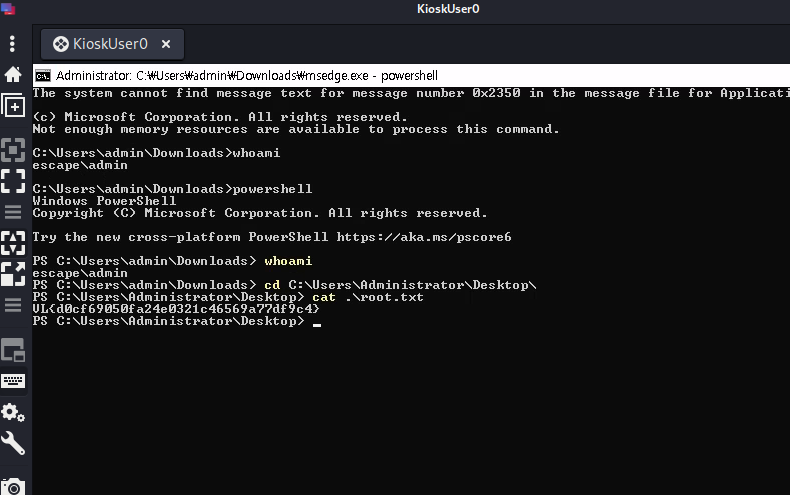 KioskUser0
KioskUser0
Administrator: C:₩Users₩admin₩Downloads₩msedge.exe - powershell
The system cannot find message text for message number 0x2350 in the message file for Applicati
(c) Microsoft Corporation. All rights reserved.
Not enough memory resources are available to process this command.
C:\Users\admin\Downloads>whoami
escape\admin
C:\Users\admin\Downloads>powershell
Windows PowerShell
Copyright (C) Microsoft Corporation. All rights reserved.
Try the new cross-platform PowerShell https://aka.ms/pscore6
PS C:\Users\admin\Downloads> whoami
escape\admin
PS C:\Users\admin\Downloads> cd C:\Users\Administrator\Desktop\
PS C:\Users\Administrator\Desktop> cat .\root.txt
VL{d0cf69050fa24e0321c46569a77df9c4}
PS C:\Users\Administrator\Desktop>